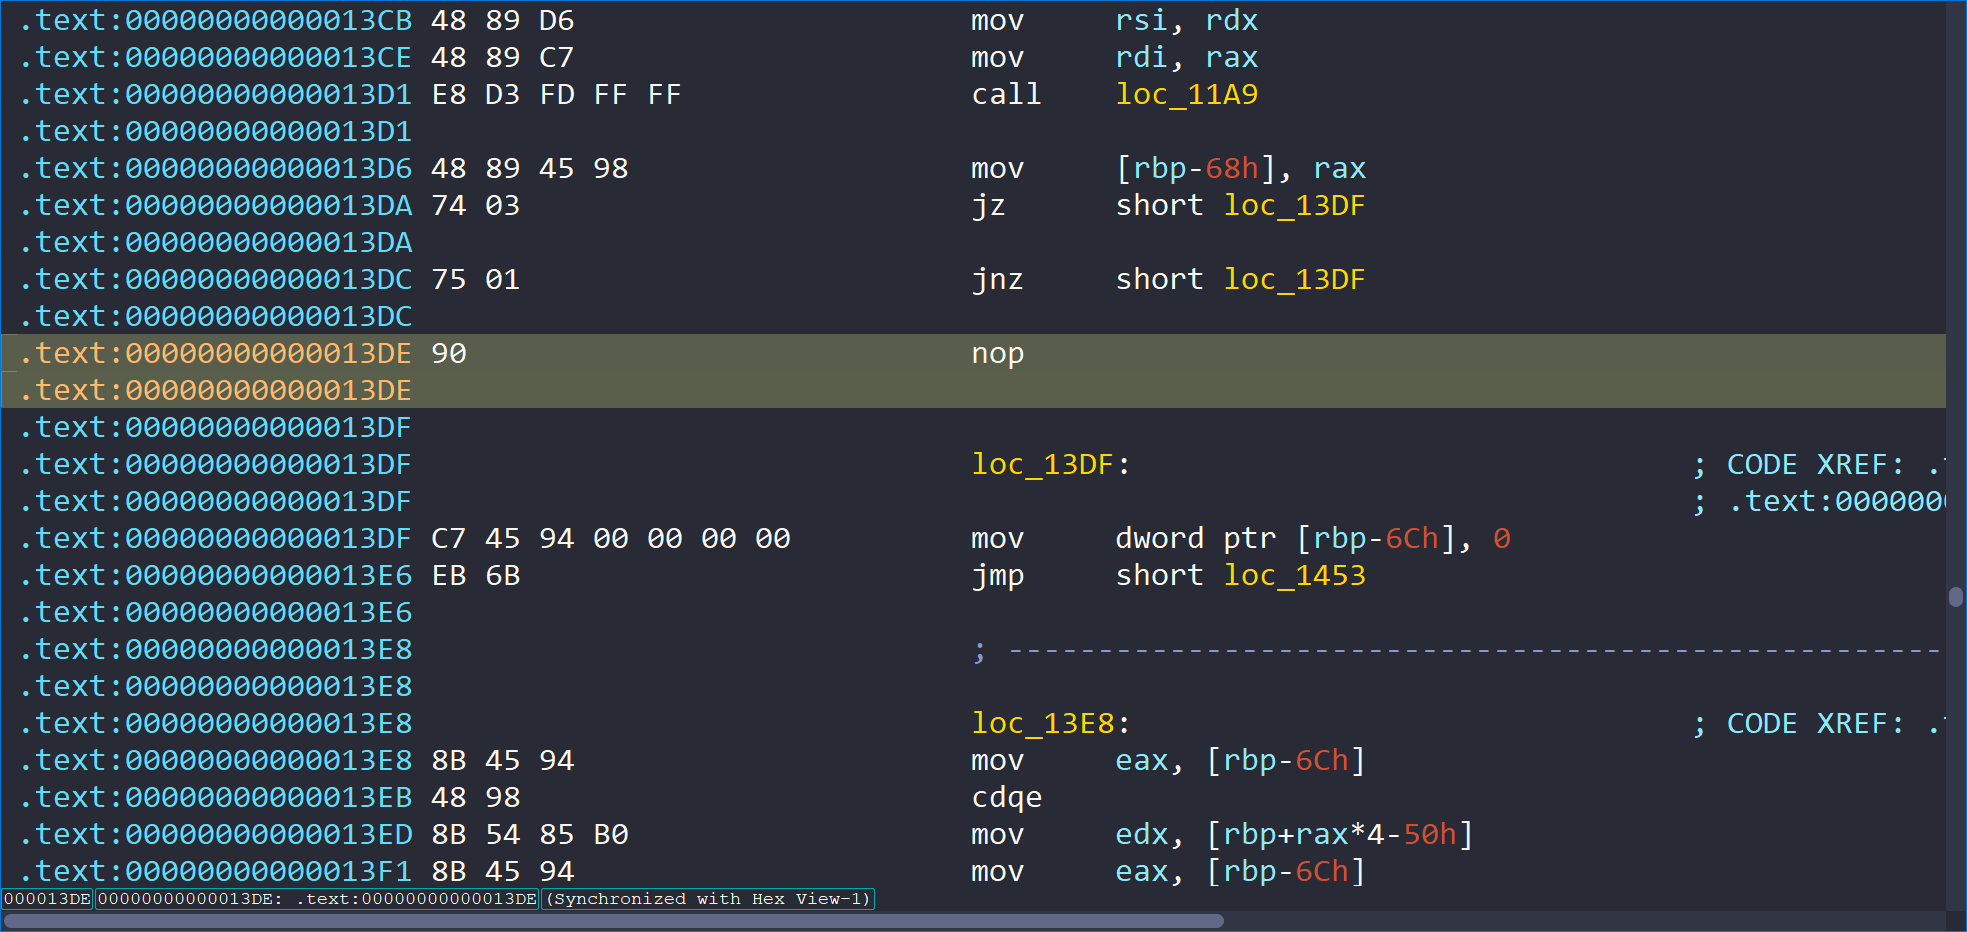 .text:00000000000013CB 48 89 D6 mov rsi, rdx
.text:00000000000013CE 48 89 C7 mov rdi, rax
.text:00000000000013D1 E8 D3 FD FF FF call loc_11A9
.text:00000000000013D1
.text:00000000000013D6 48 89 45 98 mov [rbp-68h], rax
.text:00000000000013DA 74 03 jz short loc_13DF
.text:00000000000013DA
.text:00000000000013DC 75 01 jnz short loc_13DF
.text:00000000000013DC
.text:00000000000013DE 90 nop
.text:00000000000013DE
.text:00000000000013DF
.text:00000000000013DF loc_13DF: ; CODE XREF: .
.text:00000000000013DF ; .text:000000
.text:00000000000013DF C7 45 94 00 00 00 00 mov dword ptr [rbp-6Ch], 0
.text:00000000000013E6 EB 6B jmp short loc_1453
.text:00000000000013E6
.text:00000000000013E8 ; ----------------------------------------------------
.text:00000000000013E8
.text:00000000000013E8 loc_13E8: ; CODE XREF: .
.text:00000000000013E8 8B 45 94 mov eax, [rbp-6Ch]
.text:00000000000013EB 48 98 cdqe
.text:00000000000013ED 8B 54 85 B0 mov edx, [rbp+rax*4-50h]
.text:00000000000013F1 8B 45 94 mov eax, [rbp-6Ch]
000013DE 00000000000013DE: .text:00000000000013DE (Synchronized with Hex View-1)